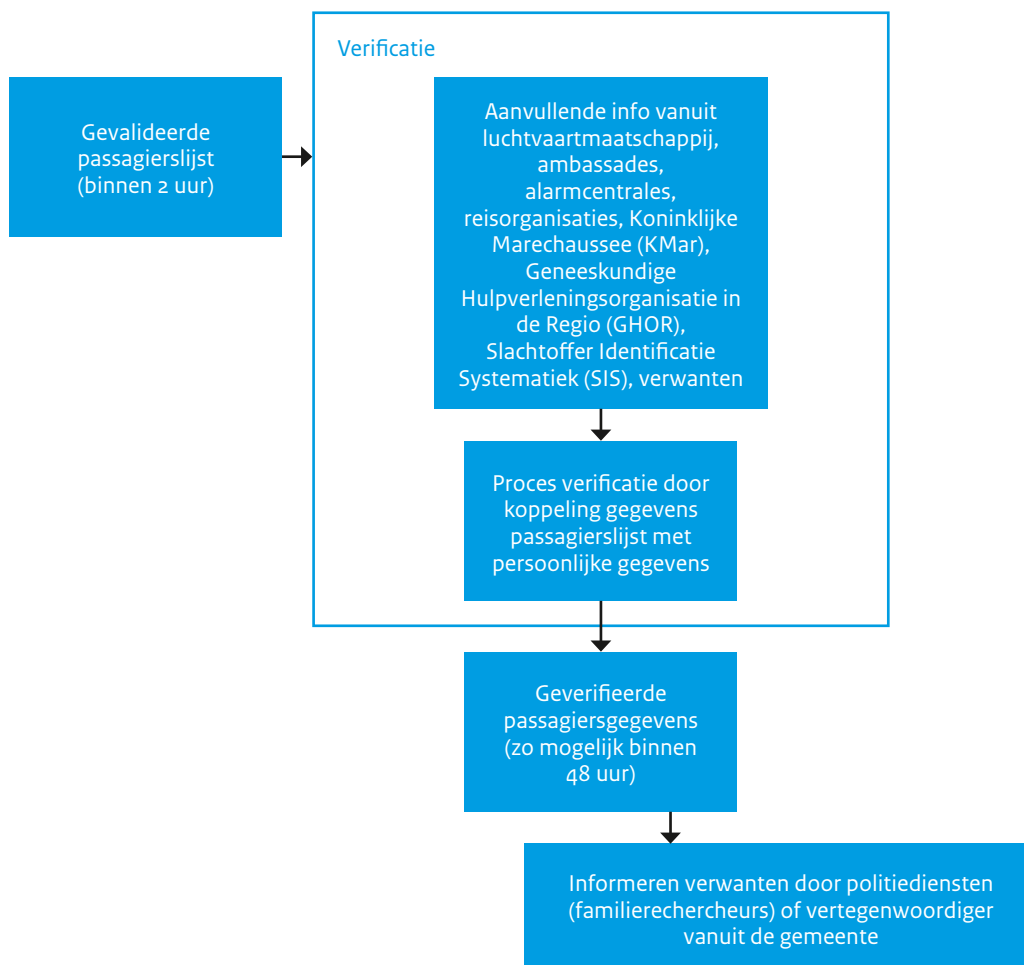 Verificatie
Gevalideerde
passagierslijst
(binnen 2 uur)
Aanvullende info vanuit
luchtvaartmaatschappij,
ambassades,
alarmcentrales,
reisorganisaties, Koninklijke
Marechaussee (KMar),
Geneeskundige
Hulpverleningsorganisatie in
de Regio (GHOR),
Slachtoffer Identificatie
Systematiek (SIS), verwanten
Proces verificatie door
koppeling gegevens
passagierslijst met
persoonlijke gegevens
Geverifieerde
passagiersgegevens
(zo mogelijk binnen
48 uur)
Informeren verwanten door politiediensten
(familierechercheurs) of vertegenwoordiger
vanuit de gemeente